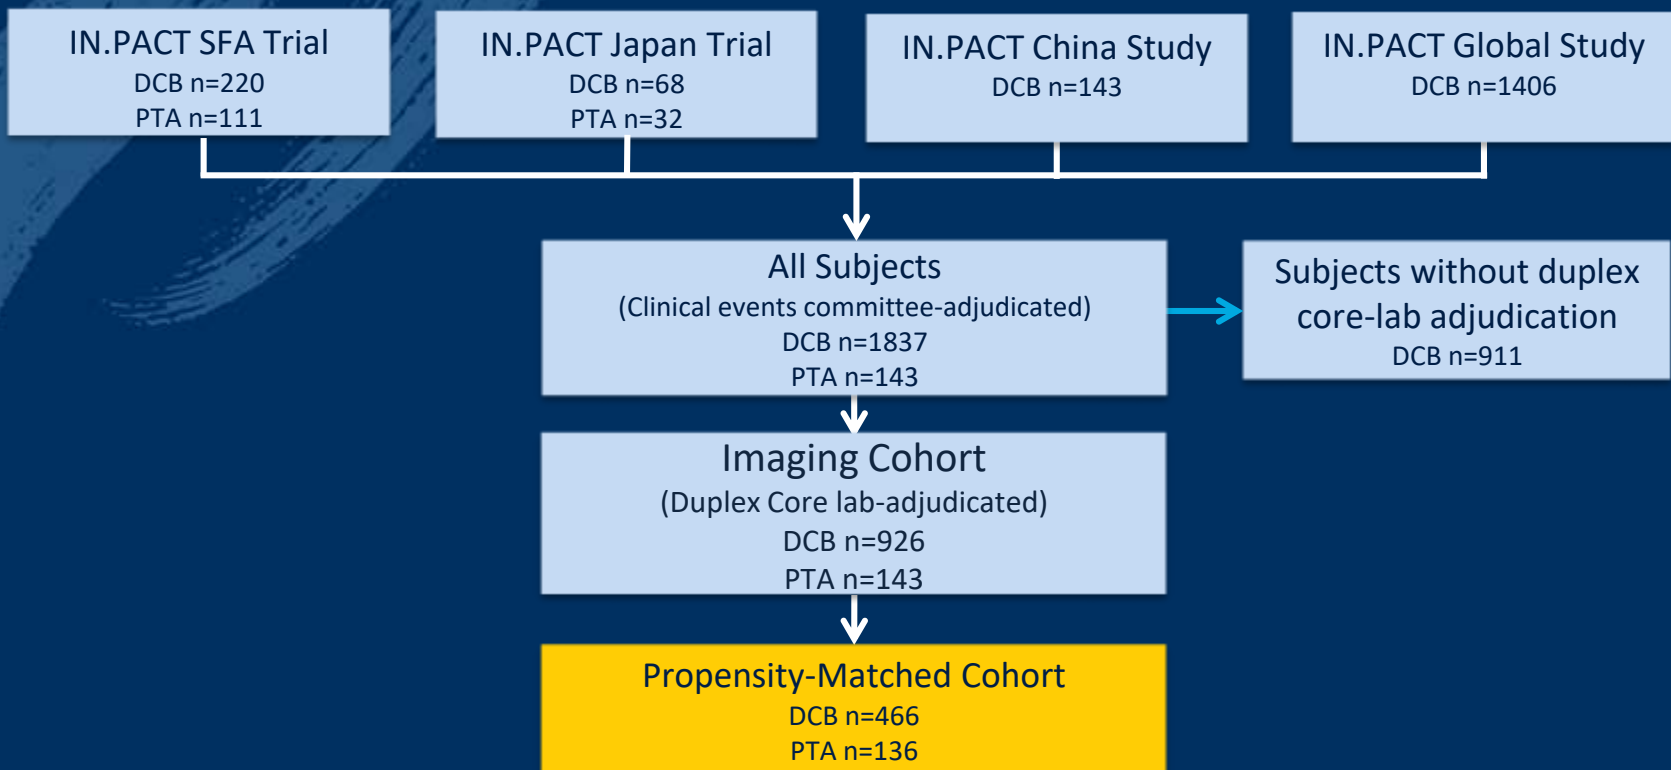 IN.PACT SFA Trial
DCB n=220
PTA n=111
IN.PACT Japan Trial
DCB n=68
PTA n=32
IN.PACT China Study
DCB n=143
IN.PACT Global Study
DCB n=1406
All Subjects
(Clinical events committee-adjudicated)
DCB n=1837
PTA n=143
Subjects without duplex
core-lab adjudication
DCB n=911
Imaging Cohort
(Duplex Core lab-adjudicated)
DCB n=926
PTA n=143
Propensity-Matched Cohort
DCB n=466
PTA n=136